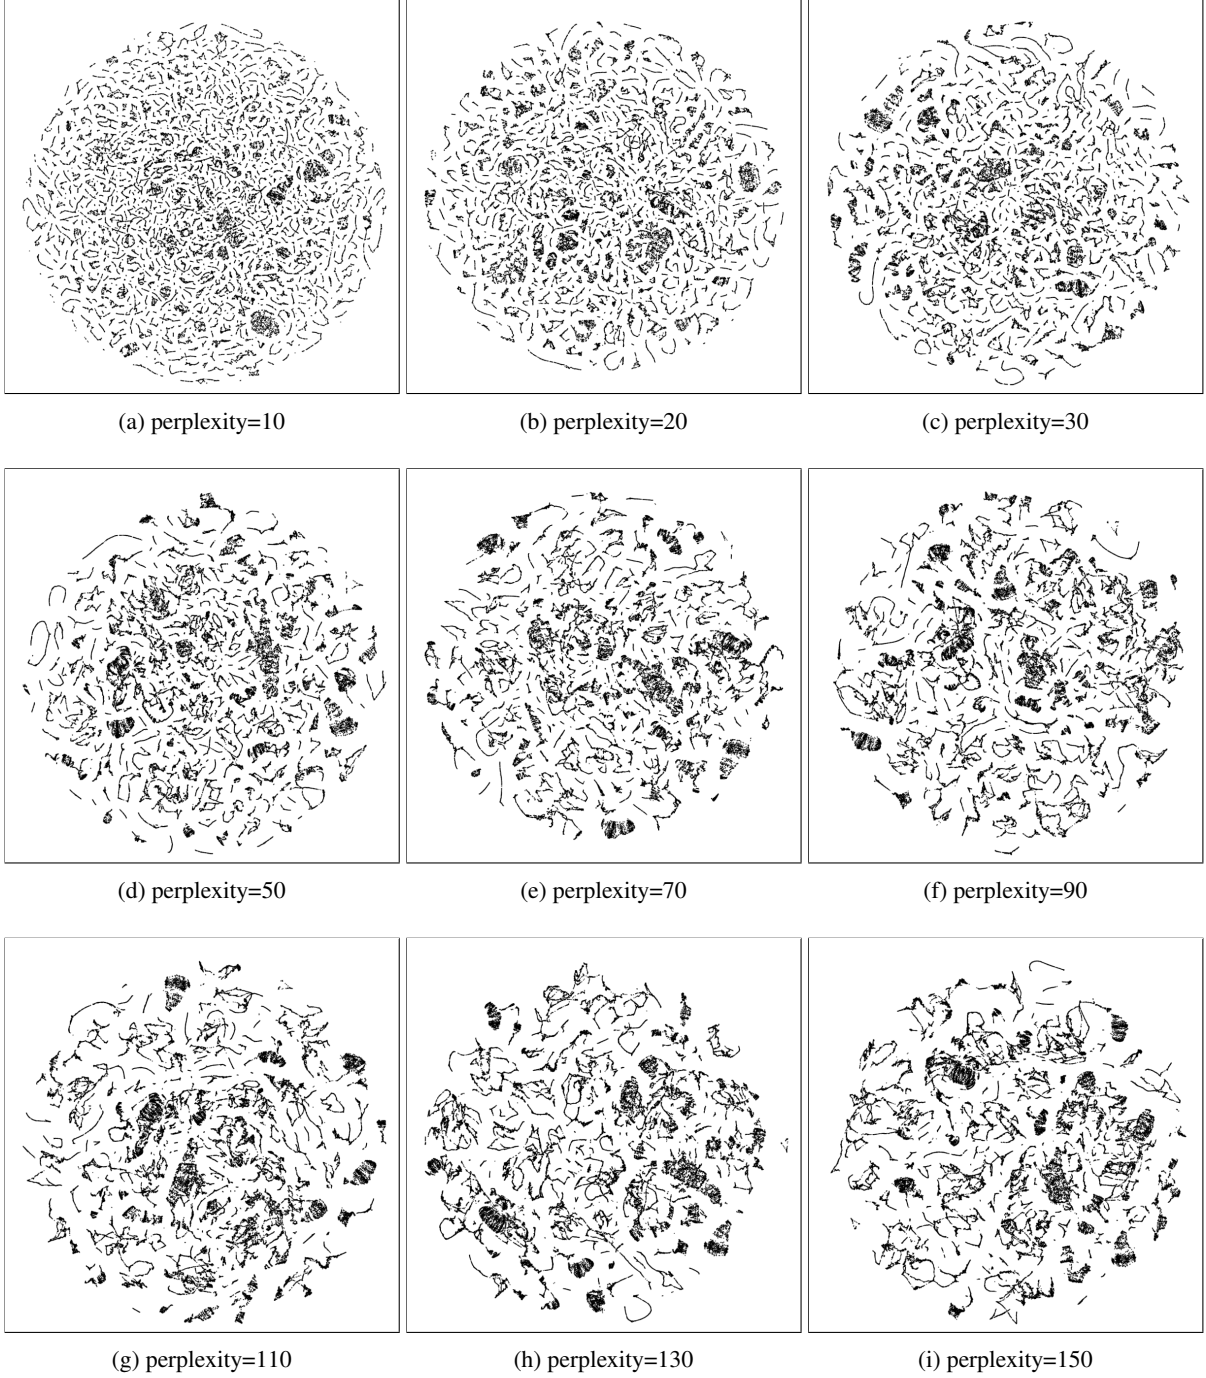 (a) perplexity=10
(b) perplexity=20
(c) perplexity=30
(d) perplexity=50
(e) perplexity=70
(f) perplexity=90
(g) perplexity=110
(h) perplexity=130
(i) perplexity=150